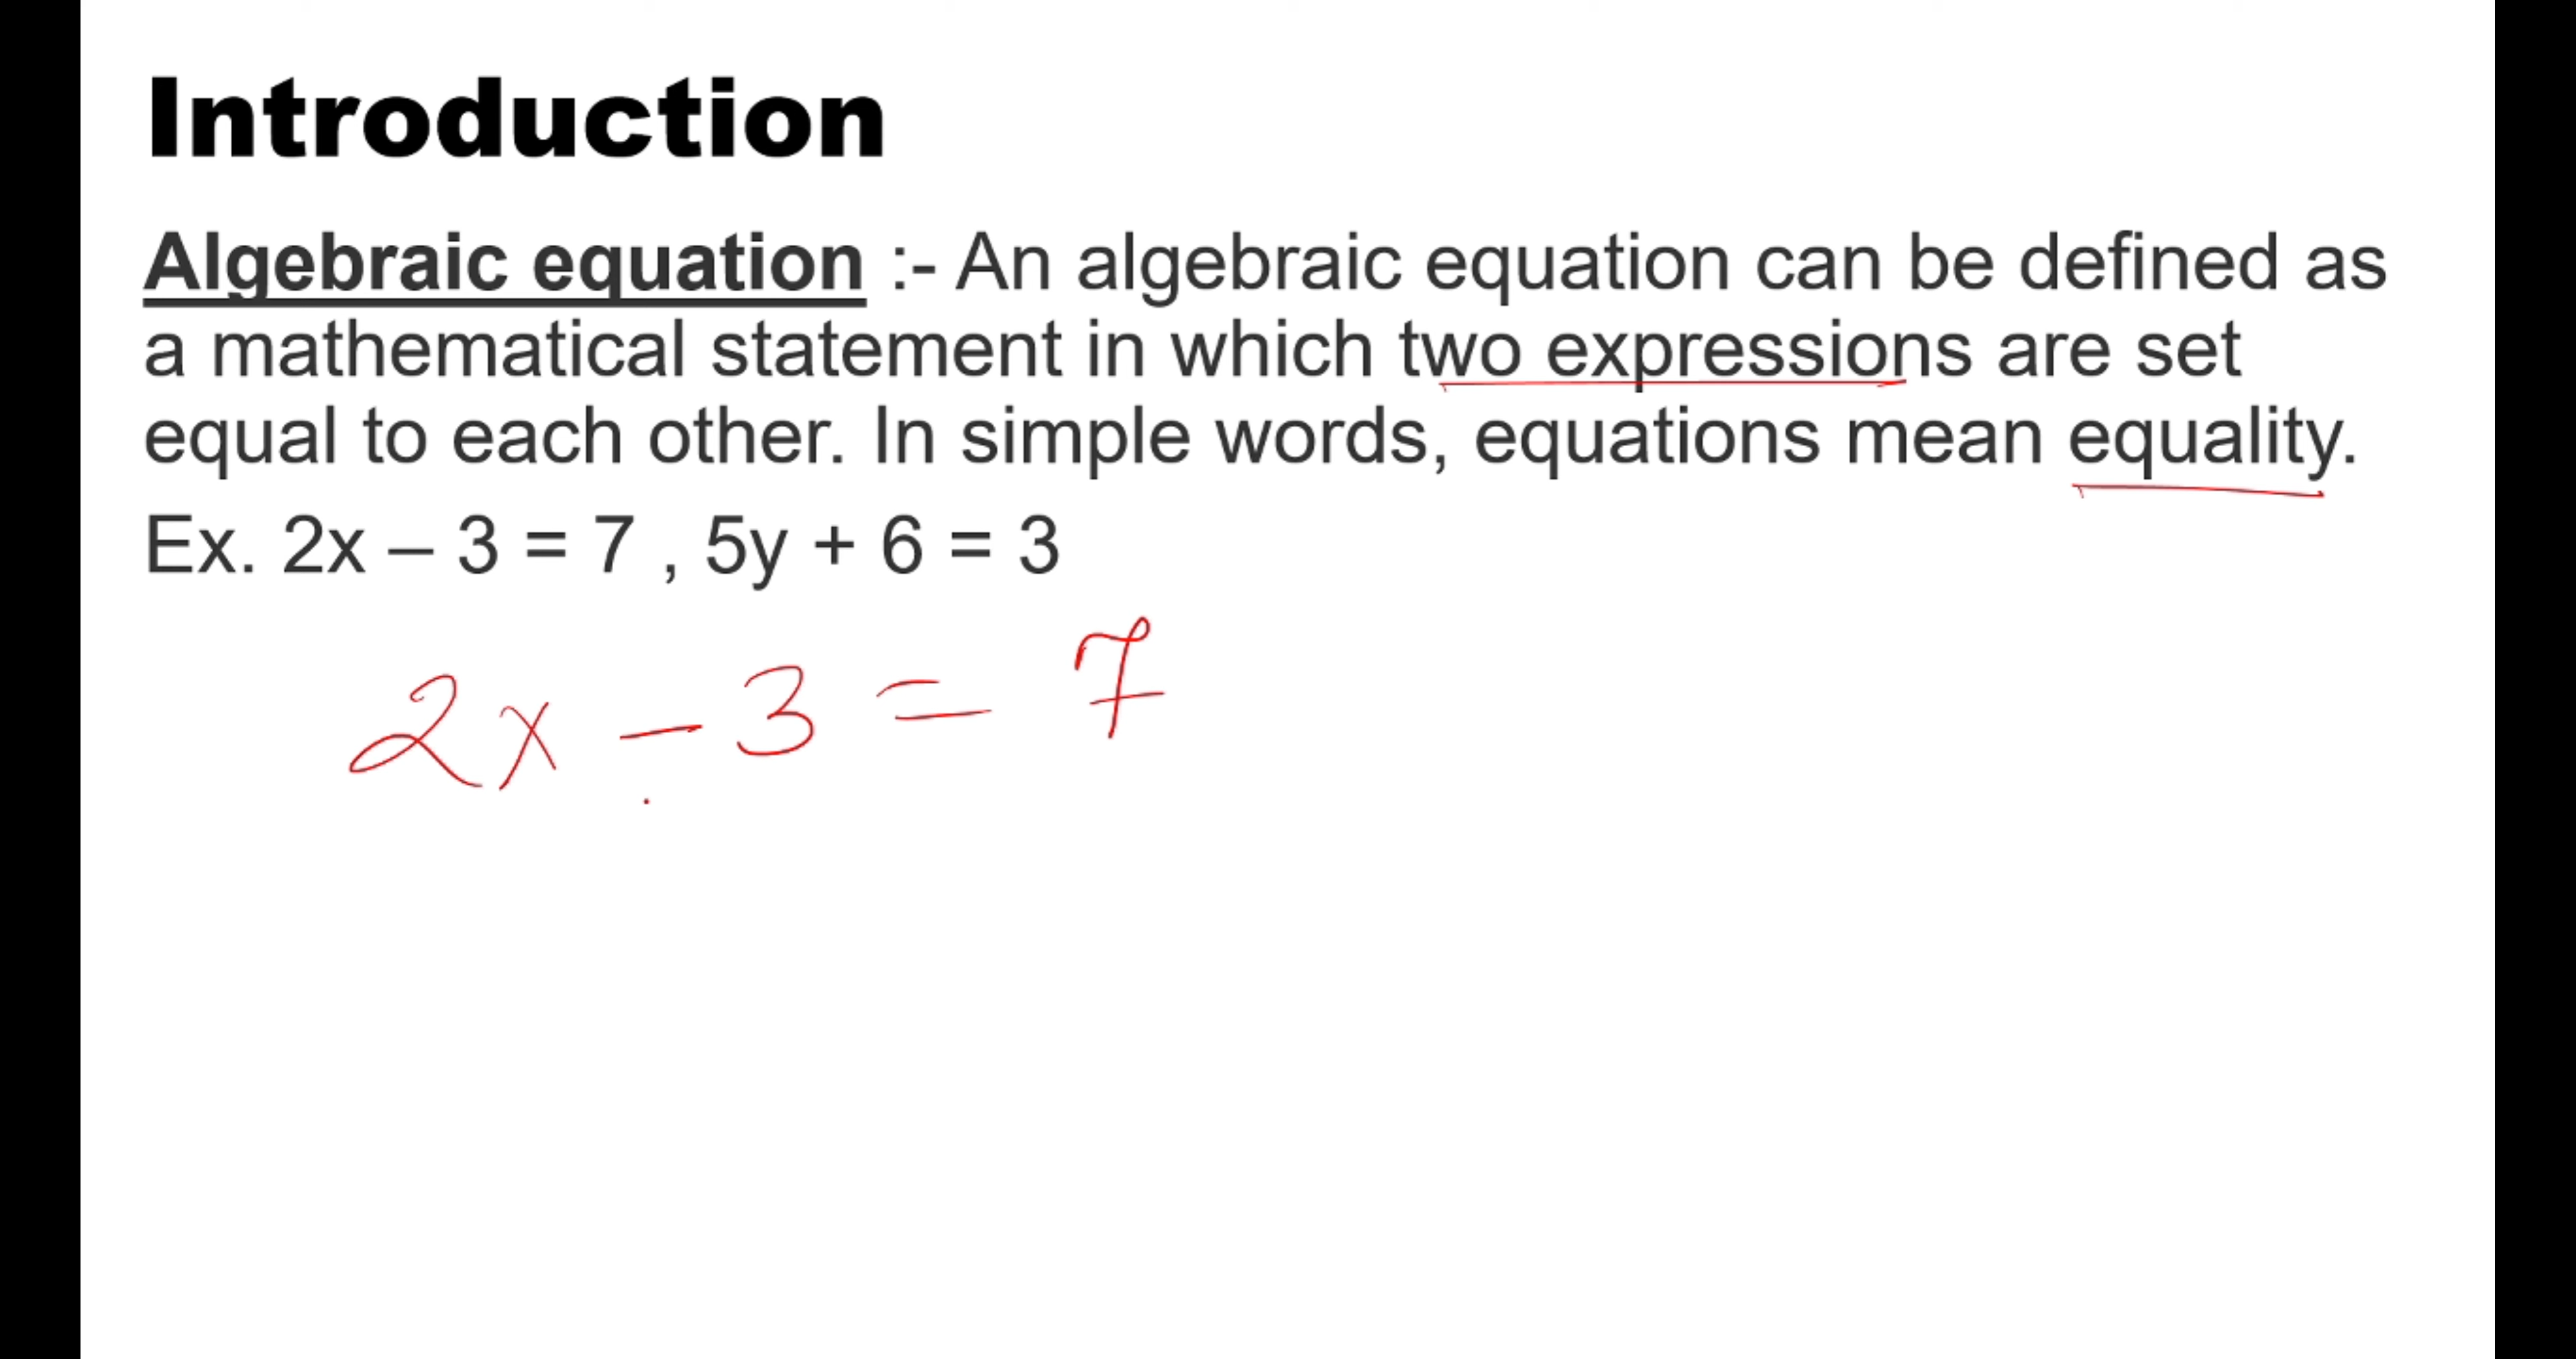 Introduction
Algebraic equation :- An algebraic equation can be defined as
a mathematical statement in which two expressions are set
equal to each other. In simple words, equations mean equality.
Ex. 2x – 3 = 7 , 5y + 6 = 3
2x - 3 = 7